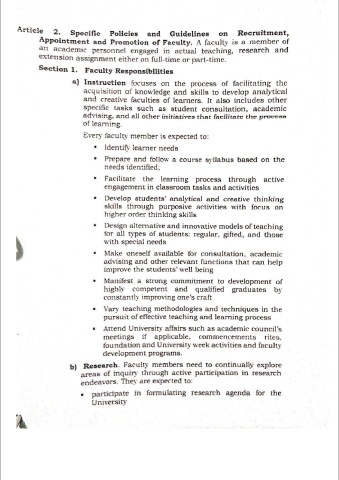 Article 2. Specific Policies and Guidelines on Recruitment,
Appointment and Promotion of Faculty. A faculty is a member of
an academic personnel engaged in actual teaching, research and
extension assignment either on full-time or part-time.
Section 1. Faculty Responsibilities
a) Instruction focuses on the process of facilitating the
acquisition of knowledge and skills to develop analytical
and creative faculties of learners. It also includes other
specific tasks such as student consultation, academic
advising, and all other initiatives that facilitate the process
of learning.
Every faculty member is expected to:
▪ Identify learner needs
▪ Prepare and follow a course syllabus based on the
needs identified;
▪ Facilitate the learning process through active
engagement in classroom tasks and activities
▪ Develop students' analytical and creative thinking
skills through purposive activities with focus on
higher order thinking skills
▪ Design alternative and innovative models of teaching
for all types of students: regular, gifted, and those
with special needs
▪ Make oneself available for consultation, academic
advising and other relevant functions that can help
improve the students' well being
▪ Manifest a strong commitment to development of
highly competent and qualified graduates by
constantly improving one's craft
▪ Vary teaching methodologies and techniques in the
pursuit of effective teaching and learning process
▪ Attend University affairs such as academic council's
meetings if applicable, commencements rites,
foundation and University week activities and faculty
development programs.
b) Research. Faculty members need to continually explore
areas of inquiry through active participation in research
endeavors. They are expected to:
• participate in formulating research agenda for the
University